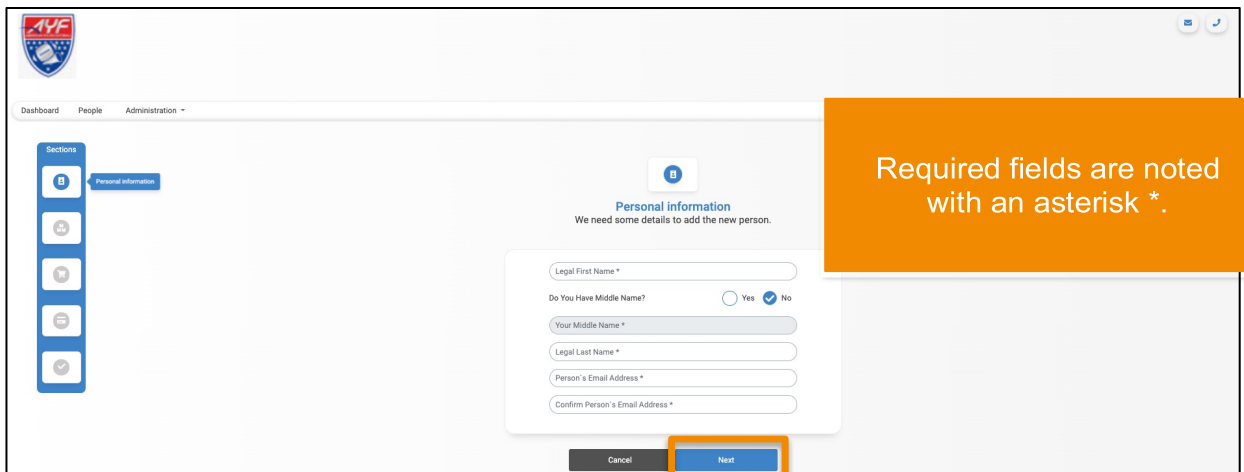 AYF
Dashboard People Administration
Sections
Personal information
Personal information
We need some details to add the new person.
Required fields are noted
with an asterisk *.
Legal First Name *
Do You Have Middle Name? Yes No
Your Middle Name *
Legal Last Name *
Person`s Email Address *
Confirm Person`s Email Address *
Cancel Next